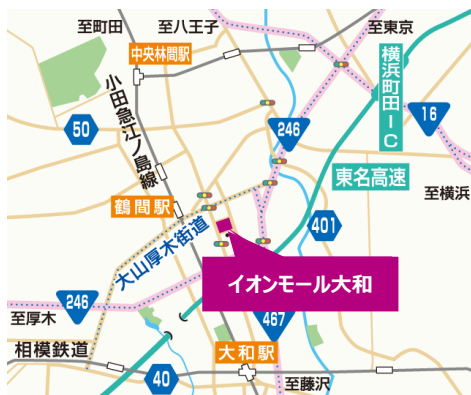 至町田
至八王子
至東京
中央林間駅
横浜町田IC
16
50
小田急江ノ島線
246
東名高速
至横浜
鶴間駅
401
大山厚木街道
イオンモール大和
246
至厚木
467
相模鉄道
大和駅
40
至藤沢